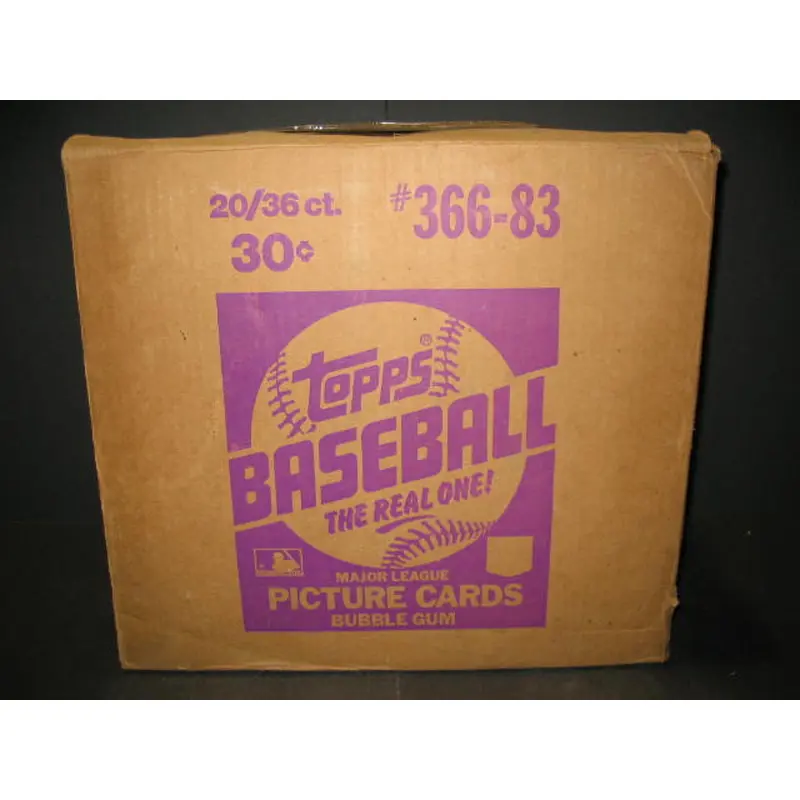 20/36 ct. #366-83
30¢
topps®
BASEBALL
THE REAL ONE!
MAJOR LEAGUE
PICTURE CARDS
BUBBLE GUM